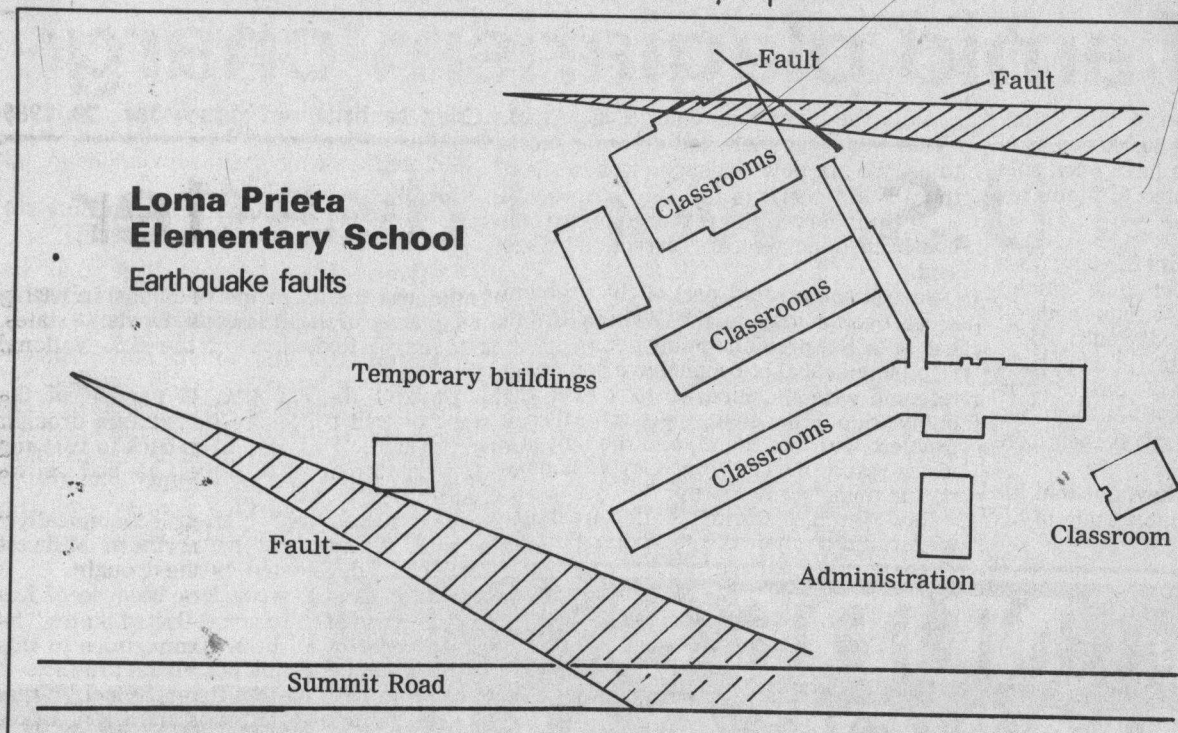 Fault
Fault
Classrooms
Loma Prieta
Elementary School
Earthquake faults
Classrooms
Temporary buildings
Classrooms
Fault
Classroom
Administration
Summit Road